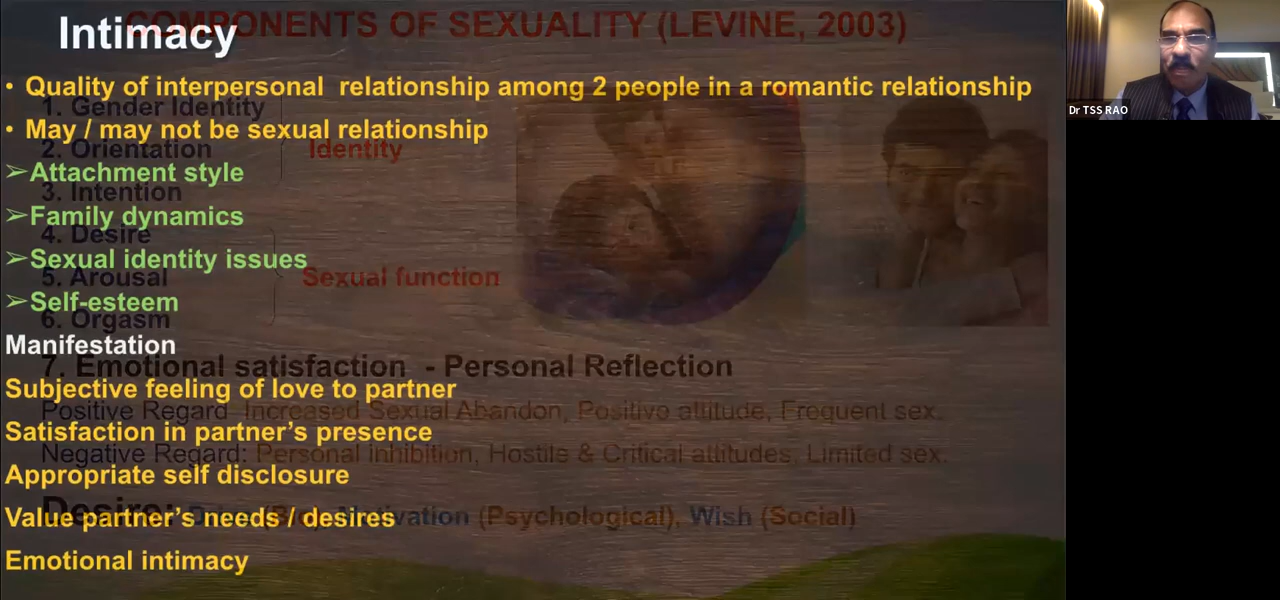 Intimacy
COMPONENTS OF SEXUALITY (LEVINE, 2003)
• Quality of interpersonal relationship among 2 people in a romantic relationship
1. Gender Identity
• May / may not be sexual relationship
2. Orientation
Identity
➢Attachment style
3. Intention
➢Family dynamics
4. Desire
➢Sexual identity issues
5. Arousal
Sexual function
➢Self-esteem
6. Orgasm
Manifestation
7. Emotional satisfaction - Personal Reflection
Subjective feeling of love to partner
Positive Regard Increased Sexual Abandon, Positive attitude, Frequent sex.
Satisfaction in partner's presence
Negative Regard: Personal inhibition, Hostile & Critical attitudes, Limited sex.
Appropriate self disclosure
Value partner's needs / desires
Desire: Motivation (Psychological), Wish (Social)
Emotional intimacy
Dr TSS RAO